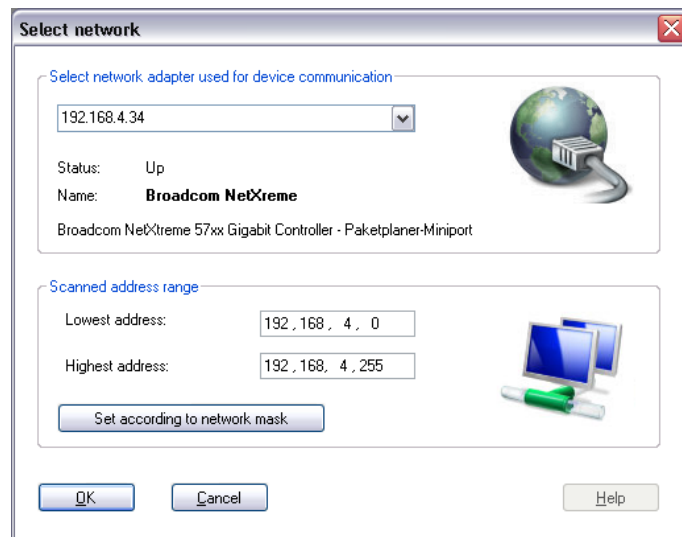 Select network
Select network adapter used for device communication
192.168.4.34
Status: Up
Name: Broadcom NetXreme
Broadcom NetXtreme 57xx Gigabit Controller - Paketplaner-Miniport
Scanned address range
Lowest address: 192 , 168 , 4 , 0
Highest address: 192 , 168, 4 , 255
Set according to network mask
OK Cancel Help